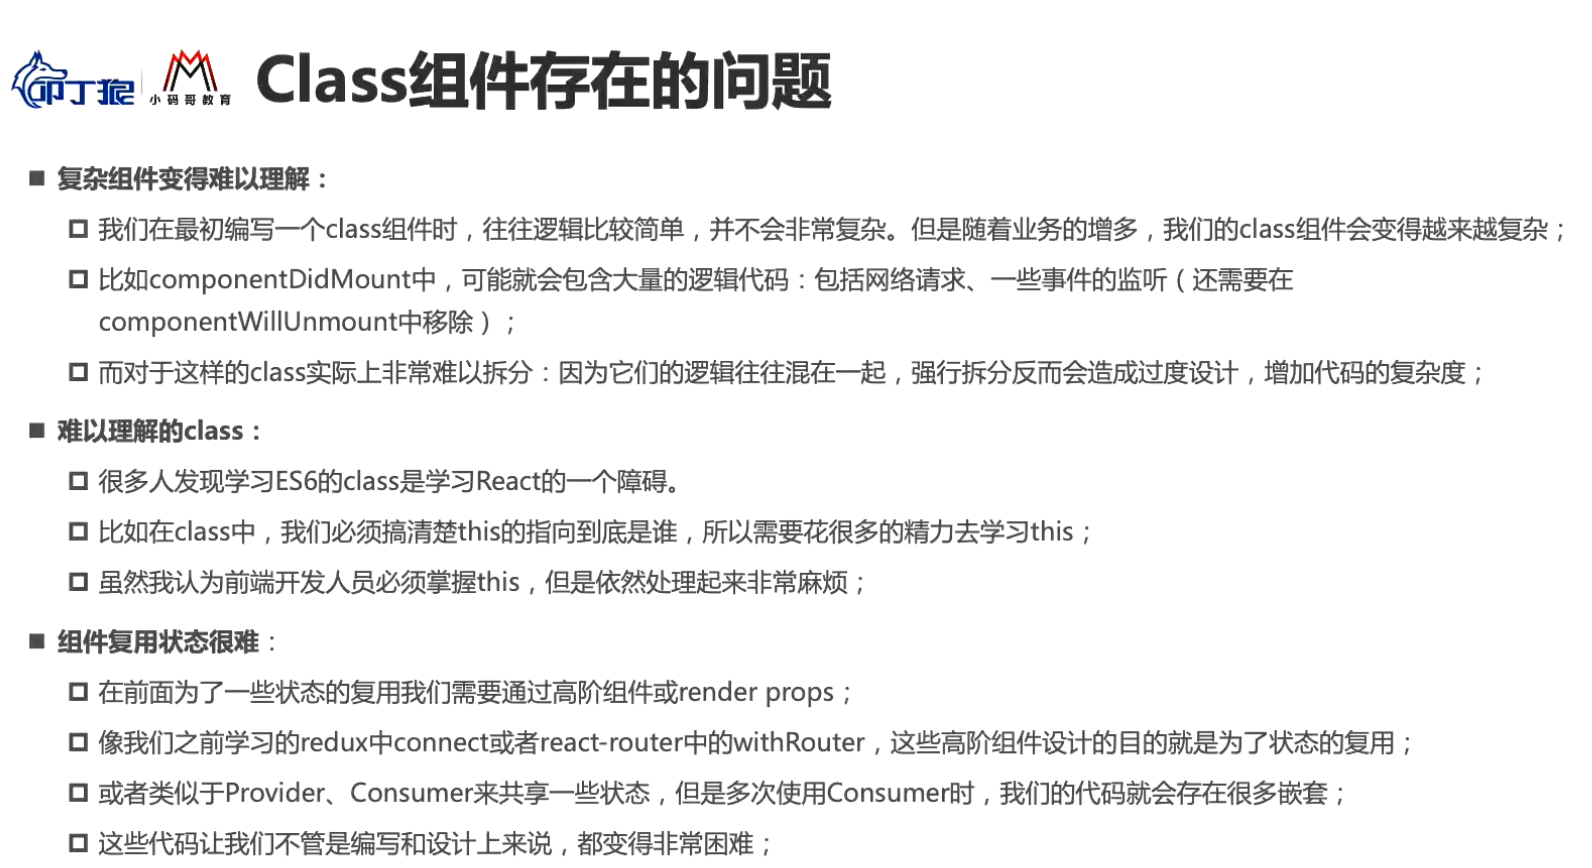 叩丁狼
小码哥教育
Class组件存在的问题
复杂组件变得难以理解：
我们在最初编写一个class组件时，往往逻辑比较简单，并不会非常复杂。但是随着业务的增多，我们的class组件会变得越来越复杂；
比如componentDidMount中，可能就会包含大量的逻辑代码：包括网络请求、一些事件的监听（还需要在
componentWillUnmount中移除）；
而对于这样的class实际上非常难以拆分：因为它们的逻辑往往混在一起，强行拆分反而会造成过度设计，增加代码的复杂度；
难以理解的class：
很多人发现学习ES6的class是学习React的一个障碍。
比如在class中，我们必须搞清楚this的指向到底是谁，所以需要花很多的精力去学习this；
虽然我认为前端开发人员必须掌握this，但是依然处理起来非常麻烦；
组件复用状态很难：
在前面为了一些状态的复用我们需要通过高阶组件或render props；
像我们之前学习的redux中connect或者react-router中的withRouter，这些高阶组件设计的目的就是为了状态的复用；
或者类似于Provider、Consumer来共享一些状态，但是多次使用Consumer时，我们的代码就会存在很多嵌套；
这些代码让我们不管是编写和设计上来说，都变得非常困难；